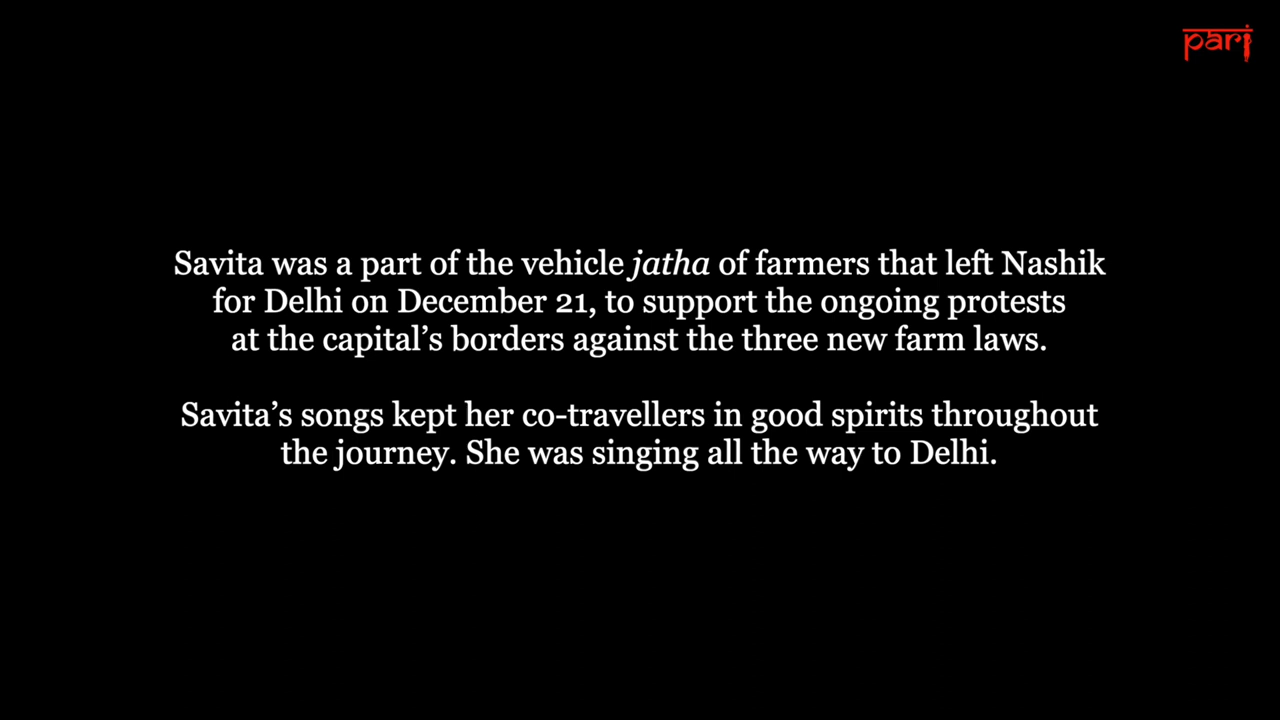 pari
Savita was a part of the vehicle jatha of farmers that left Nashik
for Delhi on December 21, to support the ongoing protests
at the capital’s borders against the three new farm laws.
Savita’s songs kept her co-travellers in good spirits throughout
the journey. She was singing all the way to Delhi.